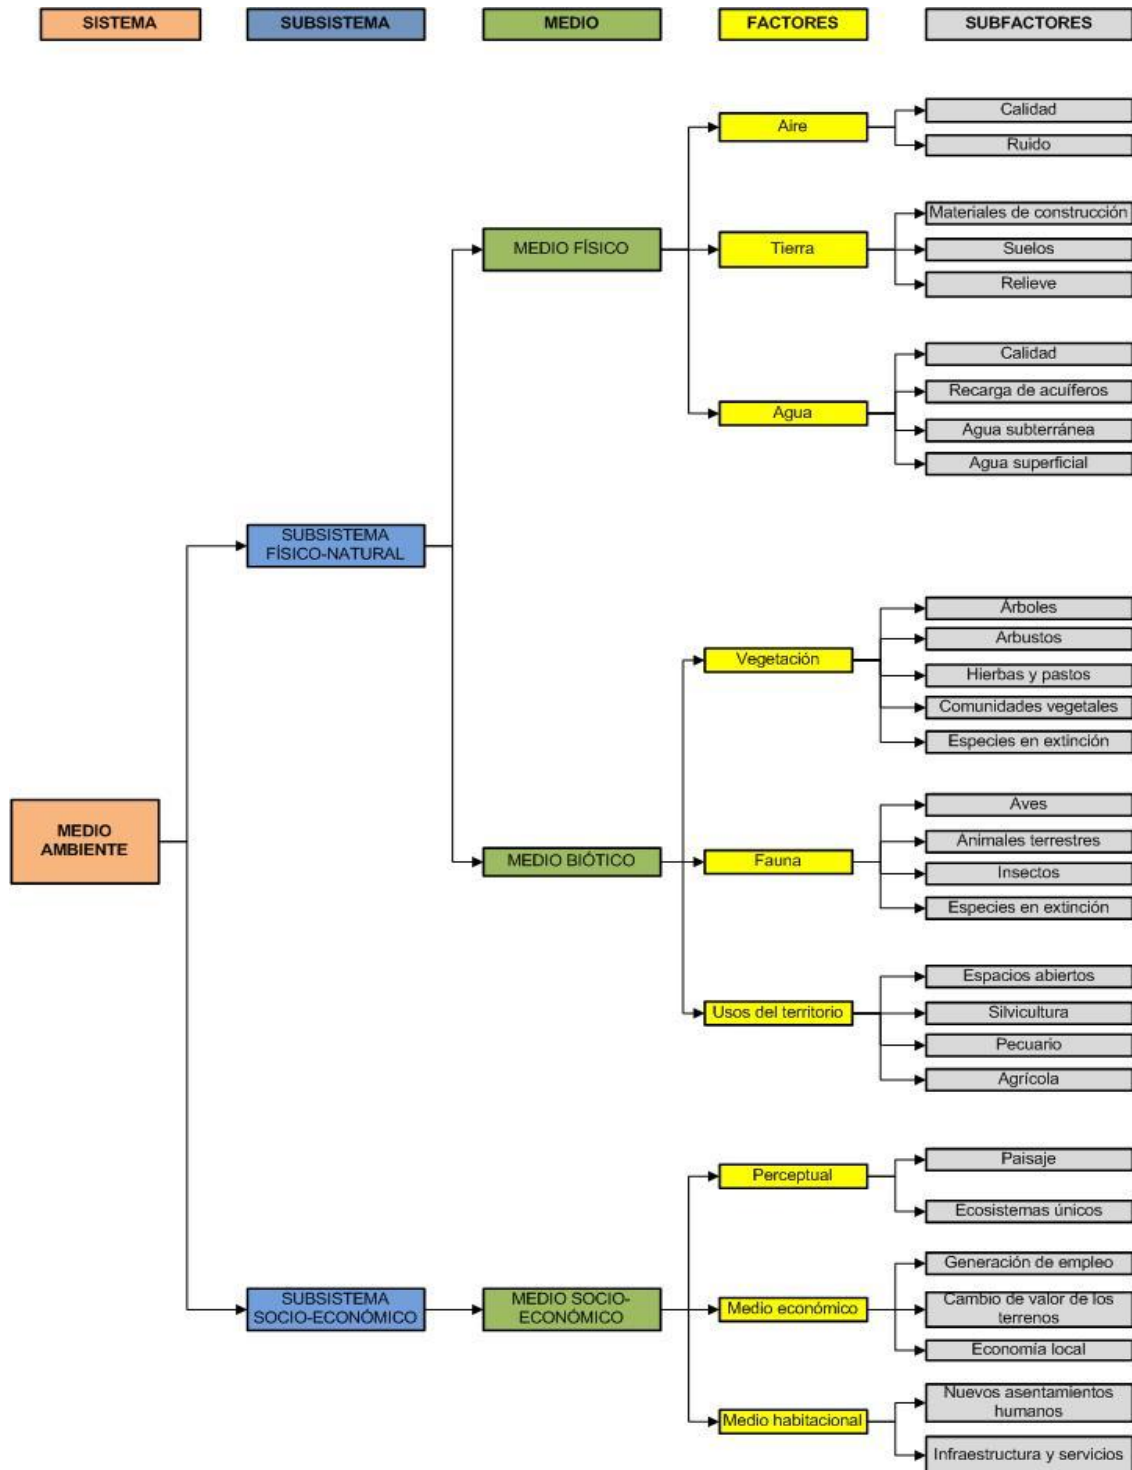 SISTEMA
SUBSISTEMA
MEDIO
FACTORES
SUBFACTORES
MEDIO
AMBIENTE
SUBSISTEMA
FÍSICO-NATURAL
MEDIO FÍSICO
Aire
Calidad
Ruido
Tierra
Materiales de construcción
Suelos
Relieve
Agua
Calidad
Recarga de acuíferos
Agua subterránea
Agua superficial
MEDIO BIÓTICO
Vegetación
Árboles
Arbustos
Hierbas y pastos
Comunidades vegetales
Especies en extinción
Fauna
Aves
Animales terrestres
Insectos
Especies en extinción
Usos del territorio
Espacios abiertos
Silvicultura
Pecuario
Agrícola
SUBSISTEMA
SOCIO-ECONÓMICO
MEDIO SOCIO-
ECONÓMICO
Perceptual
Paisaje
Ecosistemas únicos
Medio económico
Generación de empleo
Cambio de valor de los
terrenos
Economía local
Medio habitacional
Nuevos asentamientos
humanos
Infraestructura y servicios